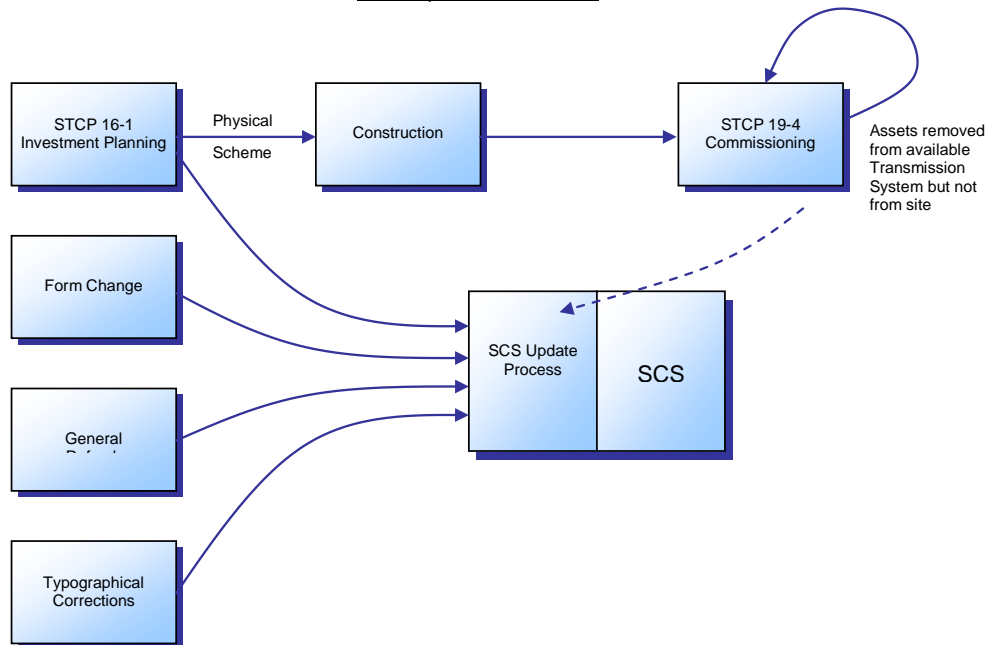 STCP 16-1
Investment Planning
Physical
Scheme
Construction
STCP 19-4
Commissioning
Assets removed
from available
Transmission
System but not
from site
Form Change
SCS Update
Process
SCS
General
Typographical
Corrections